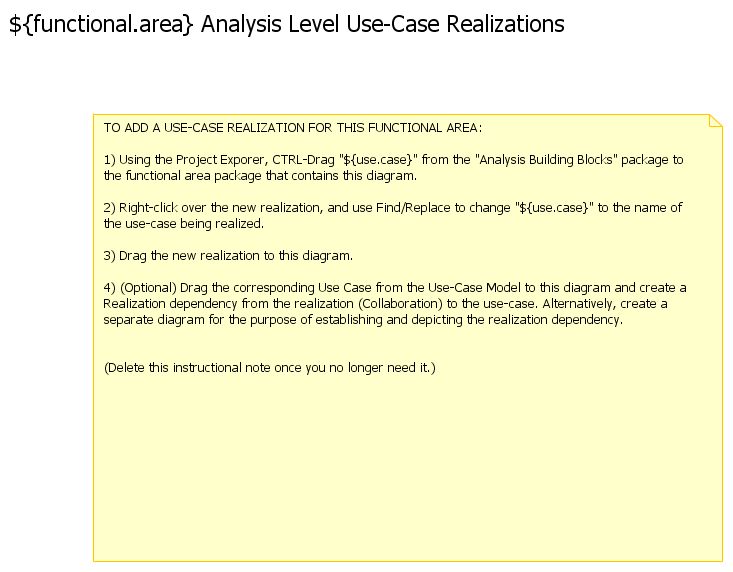 ${functional.area} Analysis Level Use-Case Realizations
TO ADD A USE-CASE REALIZATION FOR THIS FUNCTIONAL AREA:
1) Using the Project Exporer, CTRL-Drag "${use.case}" from the "Analysis Building Blocks" package to
the functional area package that contains this diagram.
2) Right-click over the new realization, and use Find/Replace to change "${use.case}" to the name of
the use-case being realized.
3) Drag the new realization to this diagram.
4) (Optional) Drag the corresponding Use Case from the Use-Case Model to this diagram and create a
Realization dependency from the realization (Collaboration) to the use-case. Alternatively, create a
separate diagram for the purpose of establishing and depicting the realization dependency.
(Delete this instructional note once you no longer need it.)